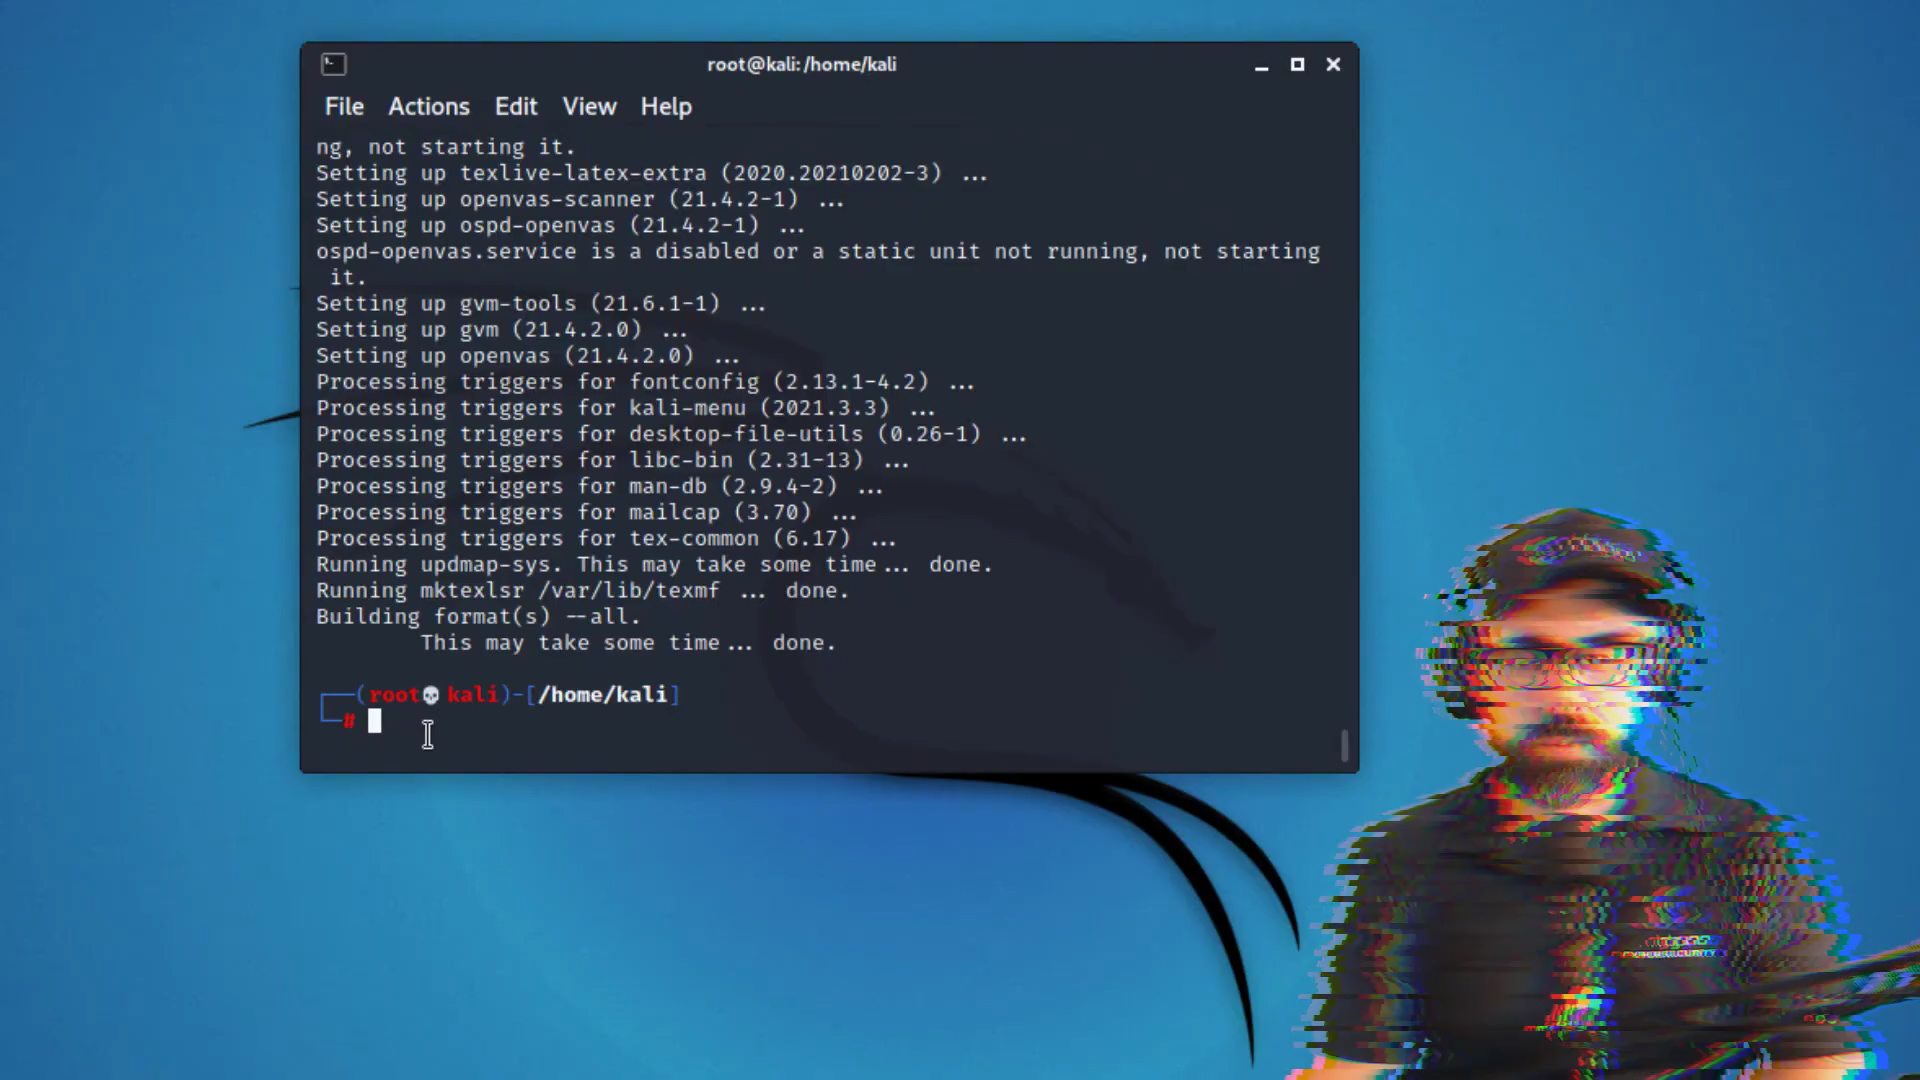 root@kali:/home/kali
File Actions Edit View Help
ng, not starting it.
Setting up texlive-latex-extra (2020.20210202-3) ...
Setting up openvas-scanner (21.4.2-1) ...
Setting up ospd-openvas (21.4.2-1) ...
ospd-openvas.service is a disabled or a static unit not running, not starting
it.
Setting up gvm-tools (21.6.1-1) ...
Setting up gvm (21.4.2.0) ...
Setting up openvas (21.4.2.0) ...
Processing triggers for fontconfig (2.13.1-4.2) ...
Processing triggers for kali-menu (2021.3.3) ...
Processing triggers for desktop-file-utils (0.26-1) ...
Processing triggers for libc-bin (2.31-13) ...
Processing triggers for man-db (2.9.4-2) ...
Processing triggers for mailcap (3.70) ...
Processing triggers for tex-common (6.17) ...
Running updmap-sys. This may take some time... done.
Running mktexlsr /var/lib/texmf ... done.
Building format(s) --all.
This may take some time... done.
┌──(root💀kali)-[/home/kali]
└─#